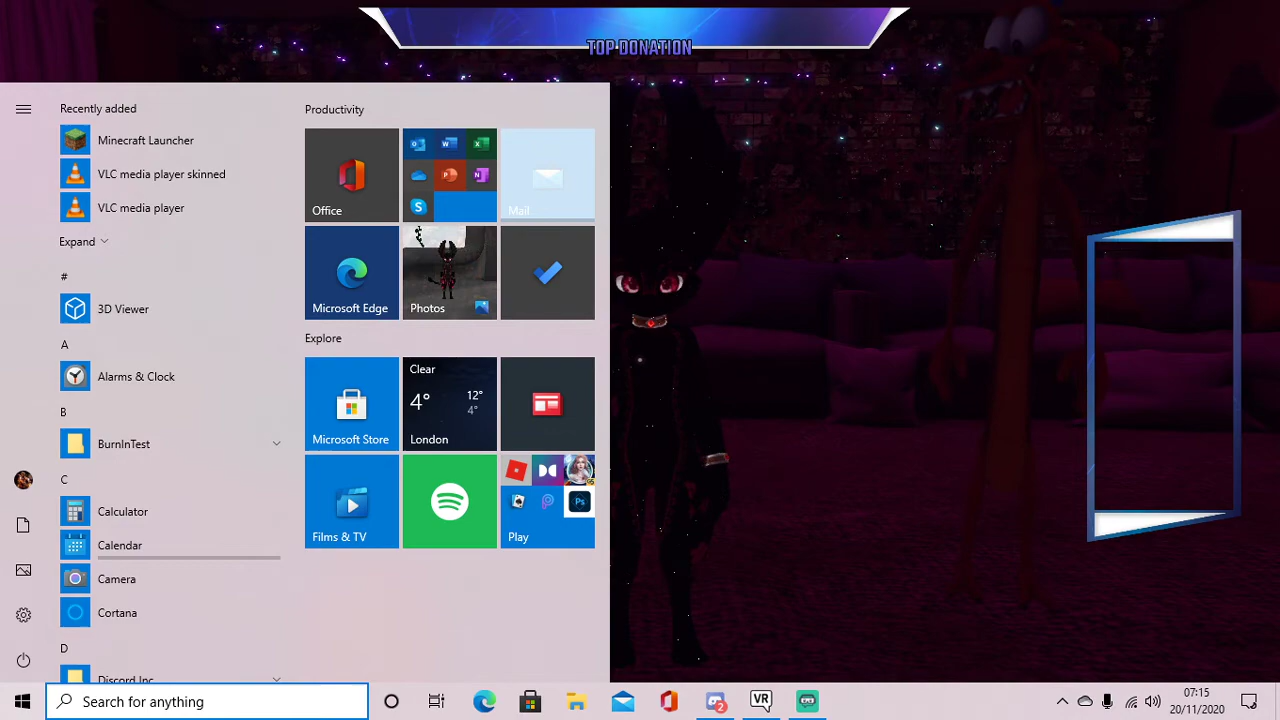 TOP DONATION
Recently added
Minecraft Launcher
VLC media player skinned
VLC media player
Expand
#
3D Viewer
A
Alarms & Clock
B
BurnInTest
C
Calculator
Calendar
Camera
Cortana
D
Discord Inc
Productivity
Office
Mail
Microsoft Edge
Photos
Explore
Microsoft Store
Clear
4° 12°
4°
London
Films & TV
Ps
Play
Search for anything
2
VR
07:15
20/11/2020